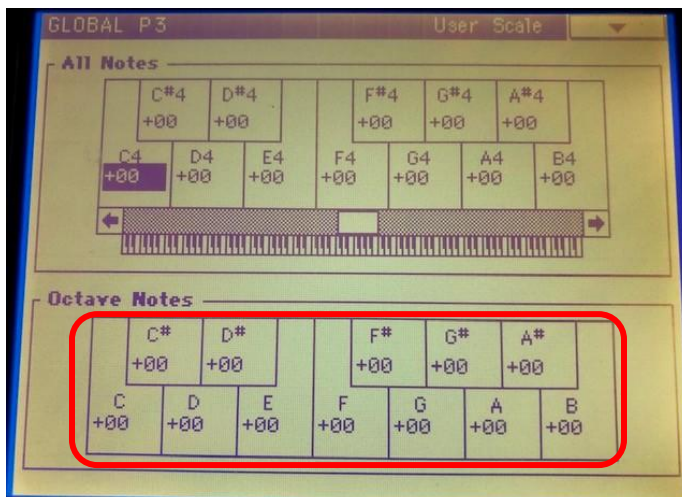 GLOBAL P3 User Scale
All Notes
C#4 D#4 F#4 G#4 A#4
+00 +00 +00 +00 +00
C4 D4 E4 F4 G4 A4 B4
+00 +00 +00 +00 +00 +00 +00
Octave Notes
C# D# F# G# A#
+00 +00 +00 +00 +00
C D E F G A B
+00 +00 +00 +00 +00 +00 +00